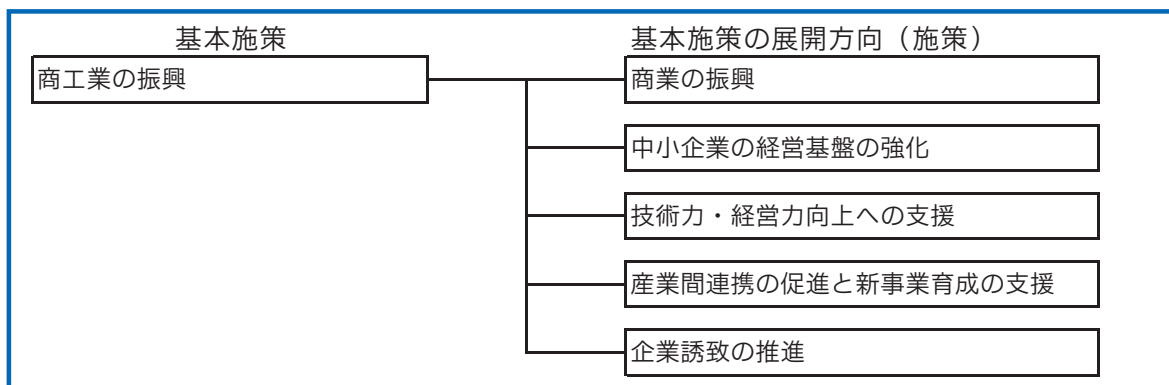 基本施策
基本施策の展開方向（施策）
商工業の振興
商業の振興
中小企業の経営基盤の強化
技術力・経営力向上への支援
産業間連携の促進と新事業育成の支援
企業誘致の推進